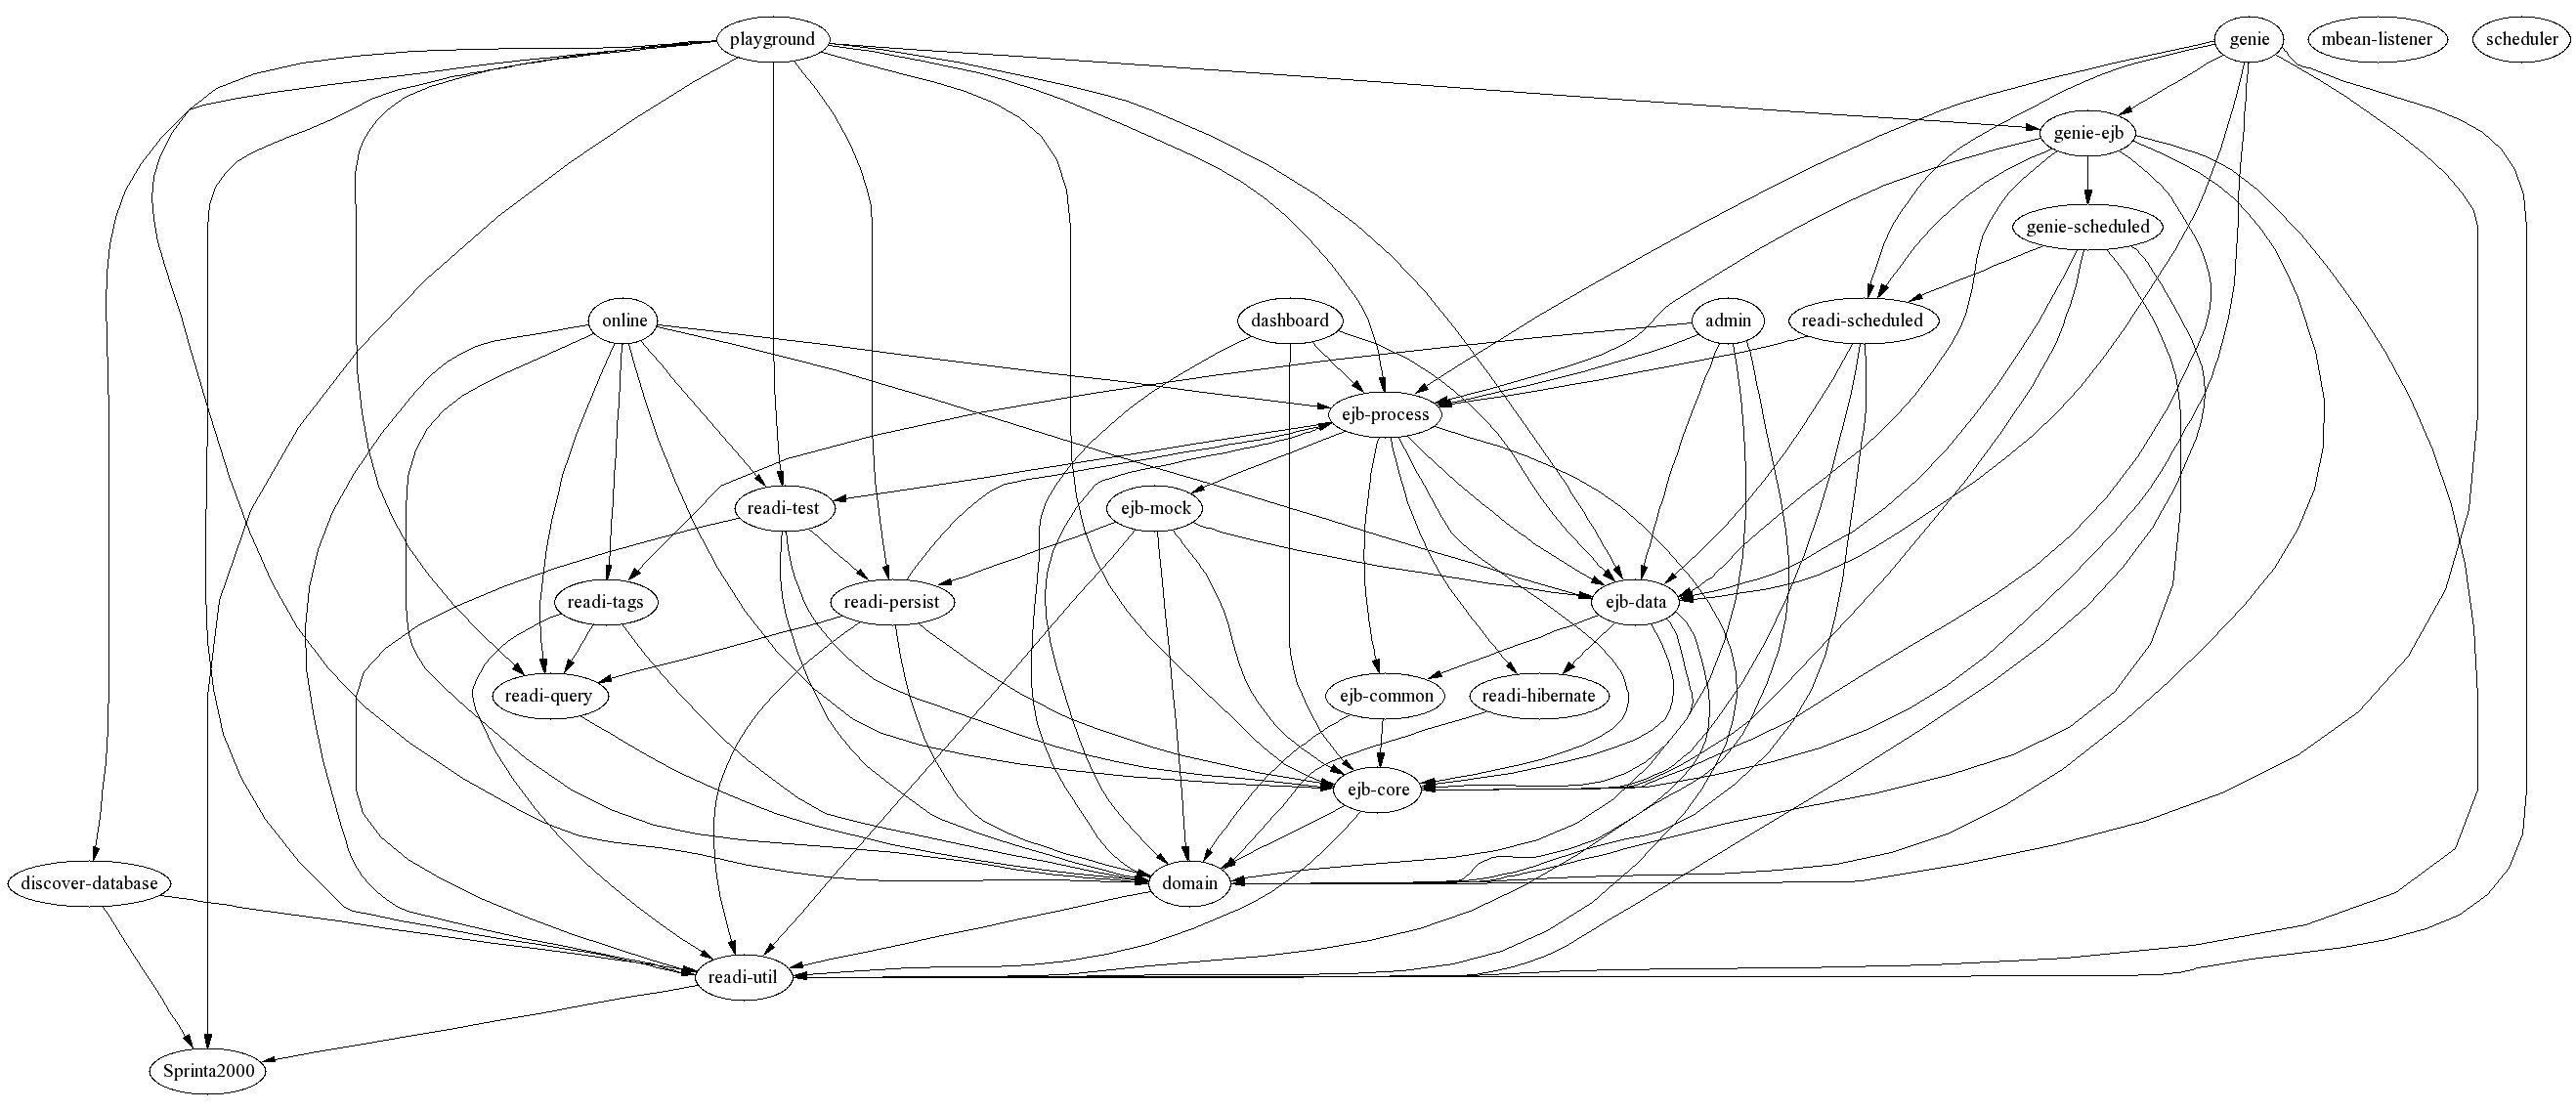 playground
genie
mbean-listener
scheduler
genie-ejb
genie-scheduled
online
dashboard
admin
readi-scheduled
ejb-process
readi-test
ejb-mock
readi-tags
readi-persist
ejb-data
readi-query
ejb-common
readi-hibernate
ejb-core
discover-database
domain
readi-util
Sprinta2000